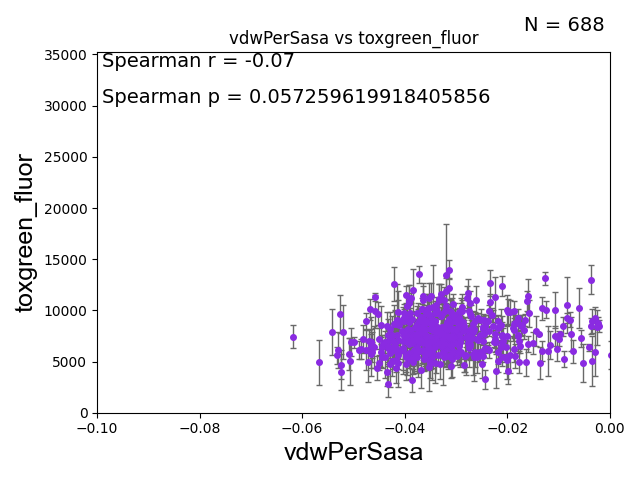 N = 688
vdwPerSasa vs toxgreen_fluor
Spearman r = -0.07
Spearman p = 0.057259619918405856
35000
30000
25000
20000
15000
10000
5000
0
toxgreen_fluor
−0.10 −0.08 −0.06 −0.04 −0.02 0.00
vdwPerSasa